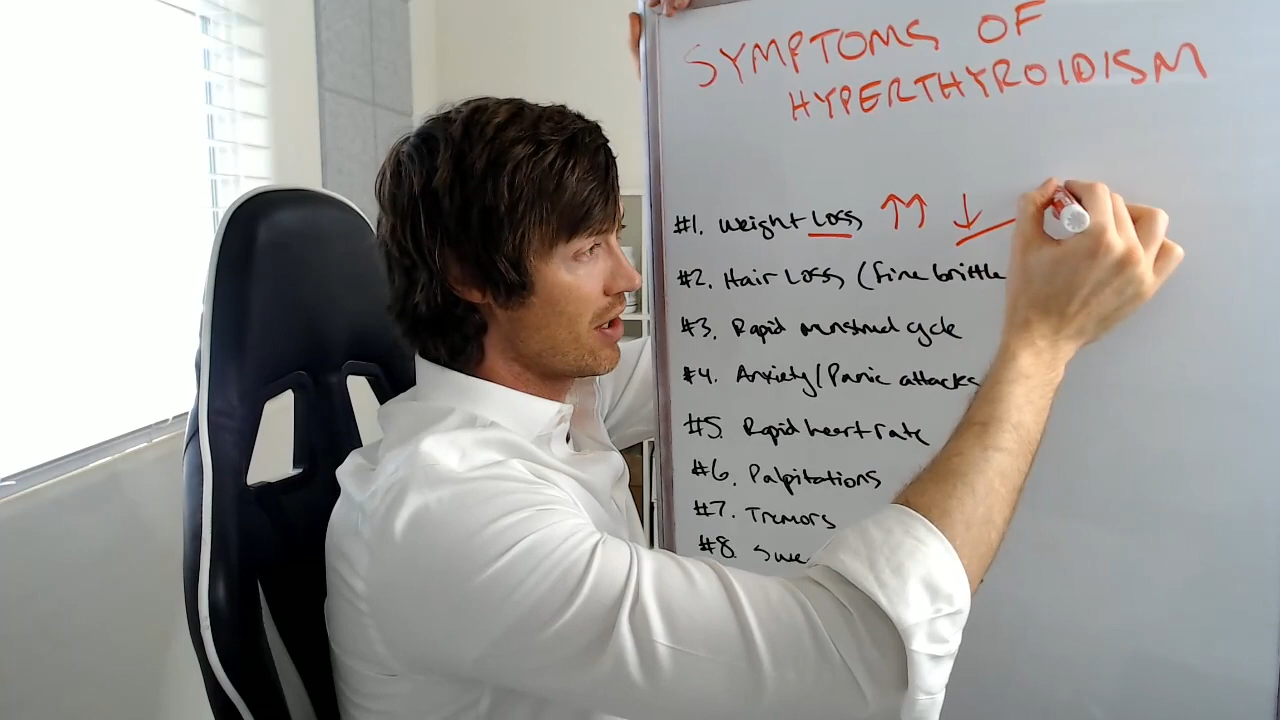 SYMPTOMS OF
HYPERTHYROIDISM
#1. Weight Loss ↑↑ ↓
#2. Hair Loss (fine brittle
#3. Rapid menstrual cycle
#4. Anxiety/Panic attacks
#5. Rapid heart rate
#6. Palpitations
#7. Tremors
#8. Swe